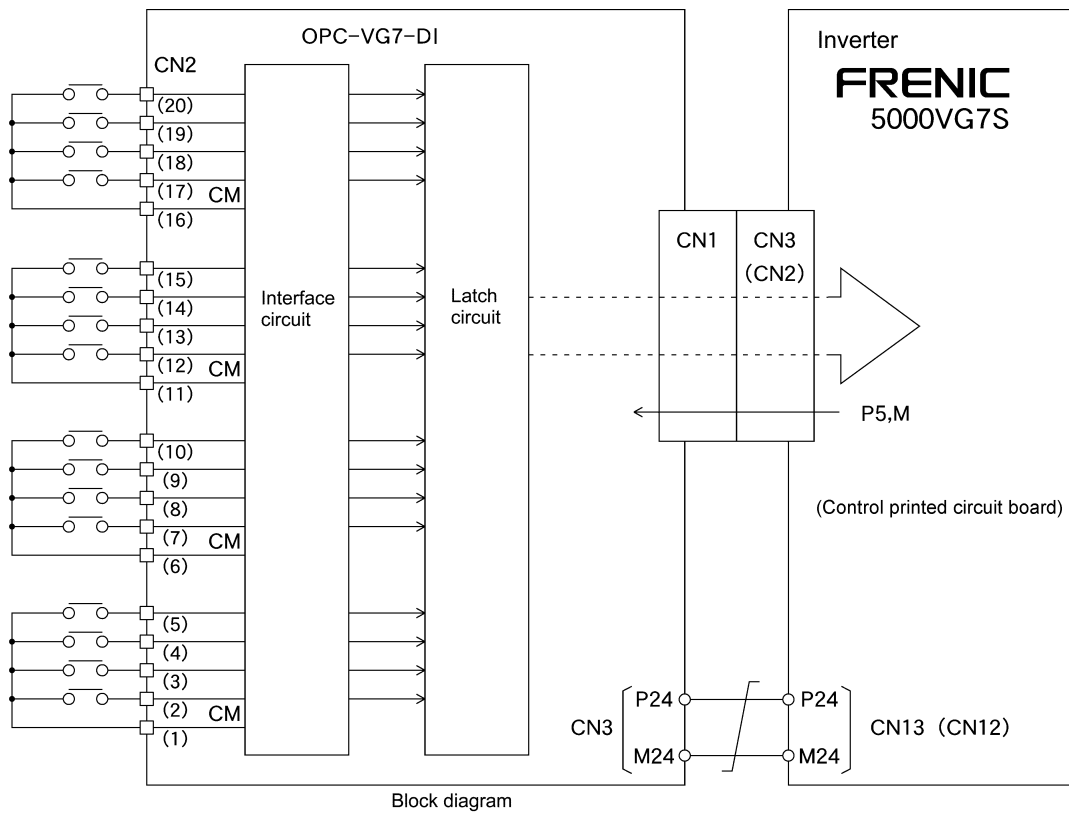 OPC-VG7-DI
CN2
(20)
(19)
(18)
(17) CM
(16)
(15)
(14)
(13)
(12) CM
(11)
(10)
(9)
(8)
(7) CM
(6)
(5)
(4)
(3)
(2) CM
(1)
Interface
circuit
Latch
circuit
Inverter
FRENIC
5000VG7S
CN1
CN3
(CN2)
P5,M
(Control printed circuit board)
CN3
P24
M24
P24
M24
CN13 (CN12)
Block diagram